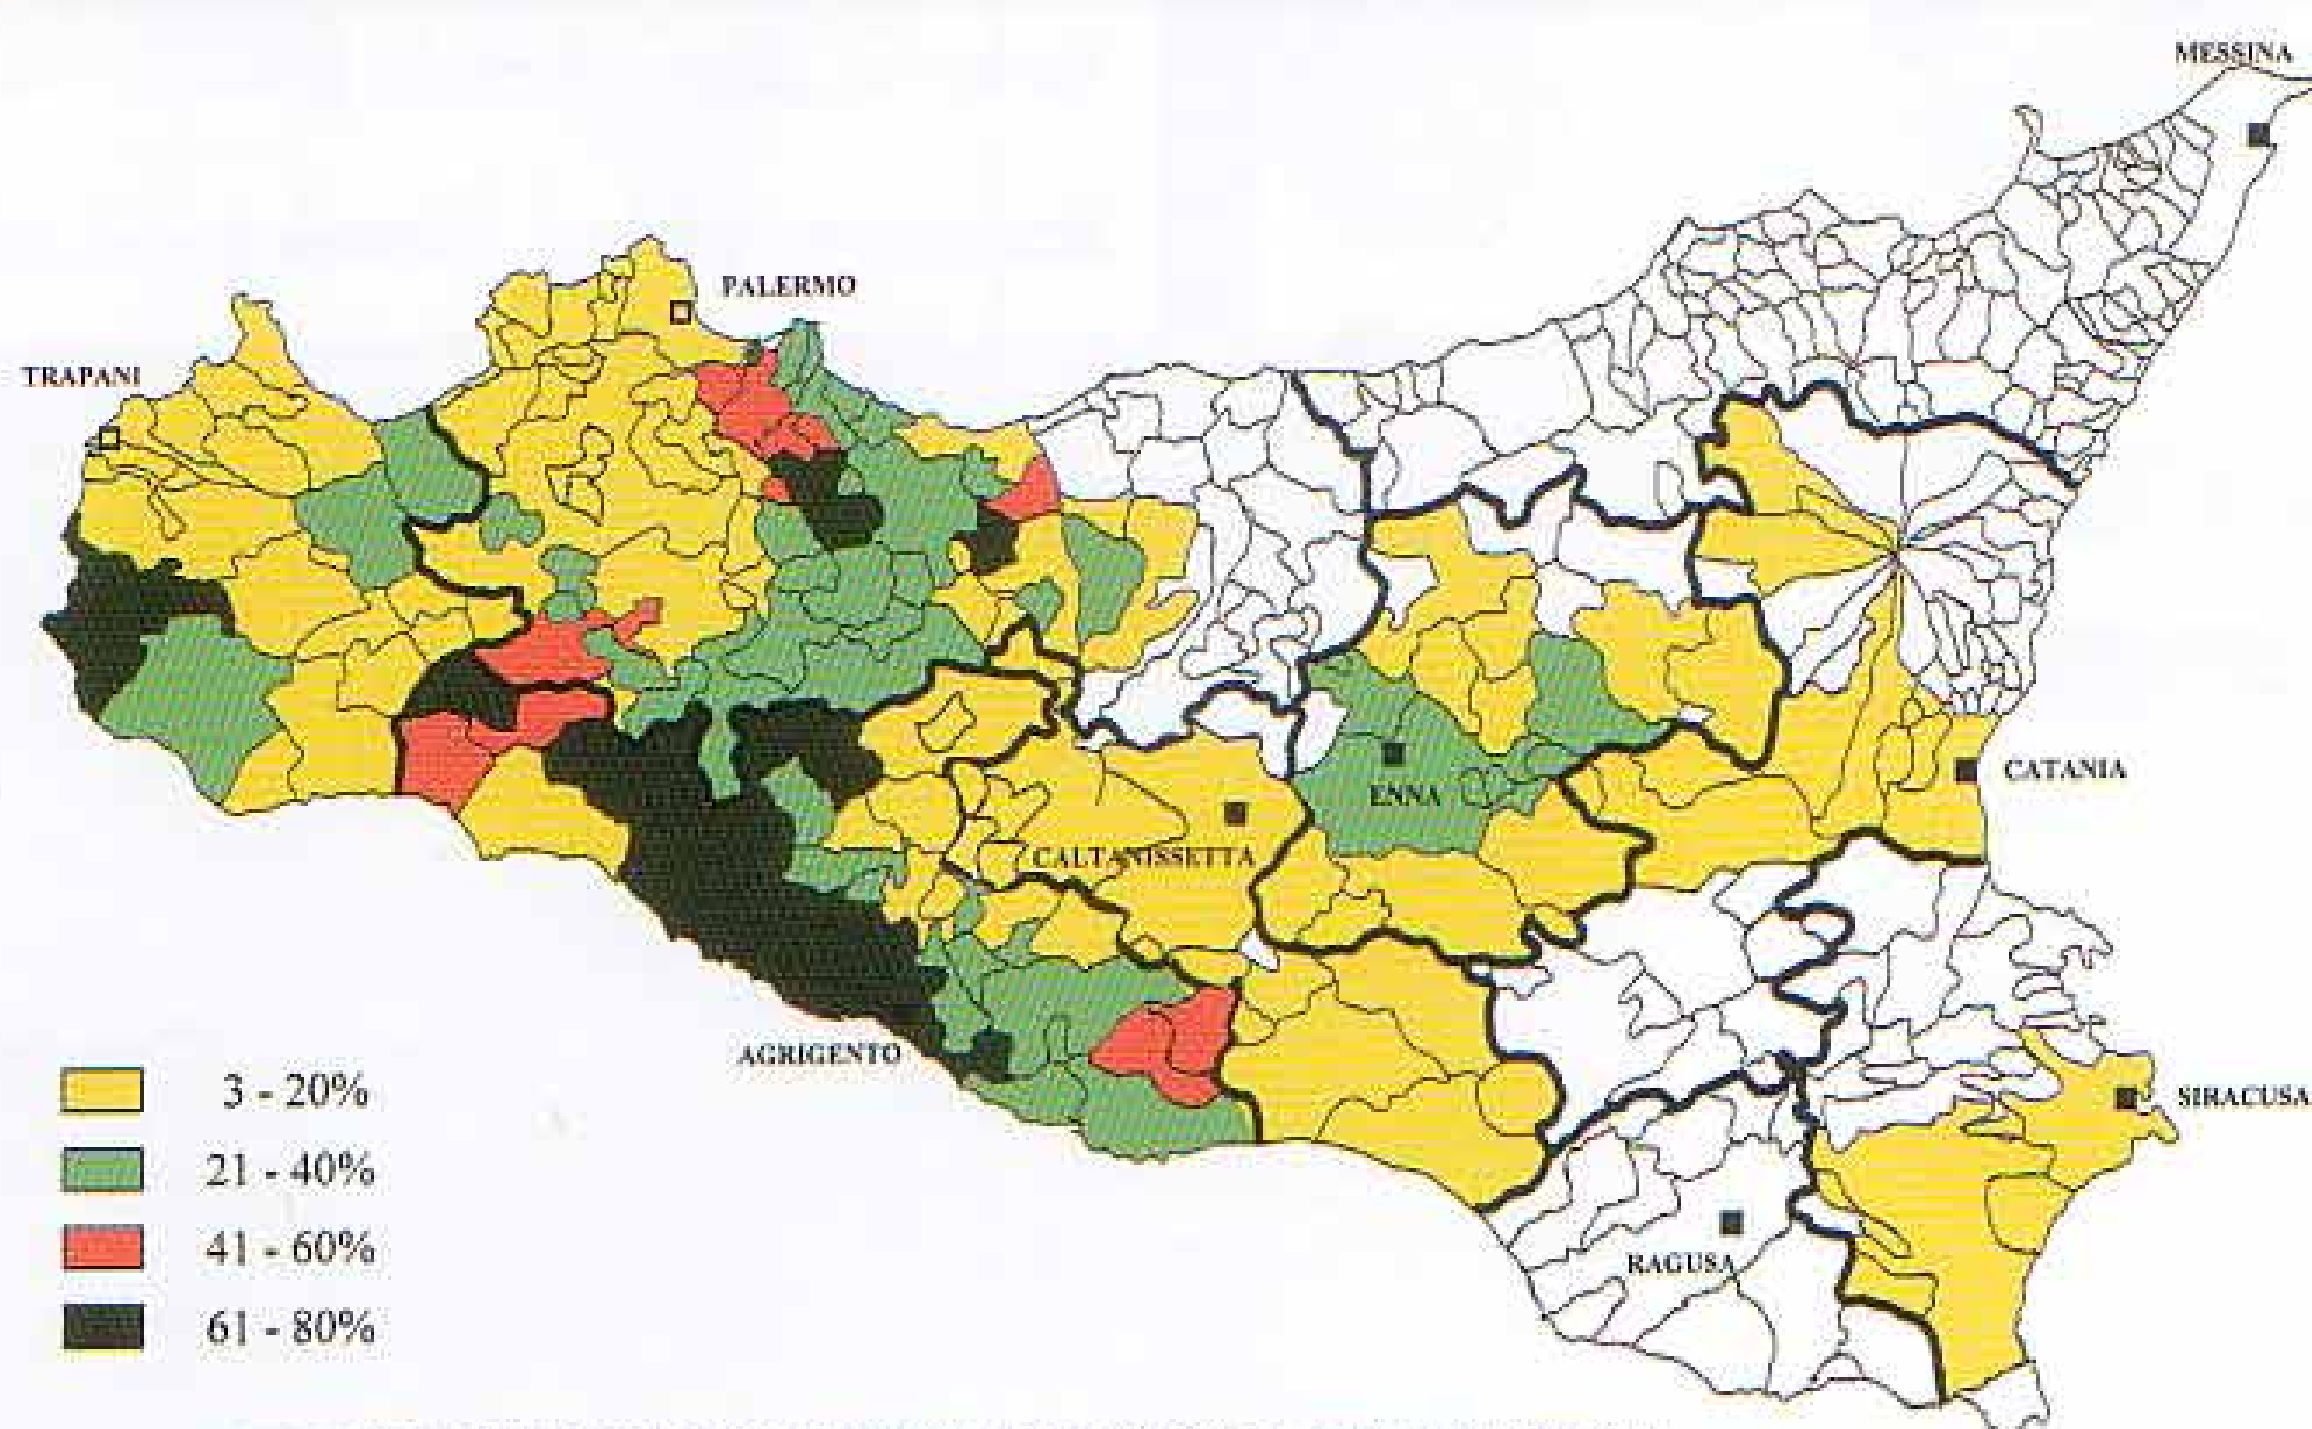 MESSINA
PALERMO
TRAPANI
CATANIA
ENNA
CALTANISSETTA
AGRIGENTO
SIRACUSA
RAGUSA
3 - 20%
21 - 40%
41 - 60%
61 - 80%